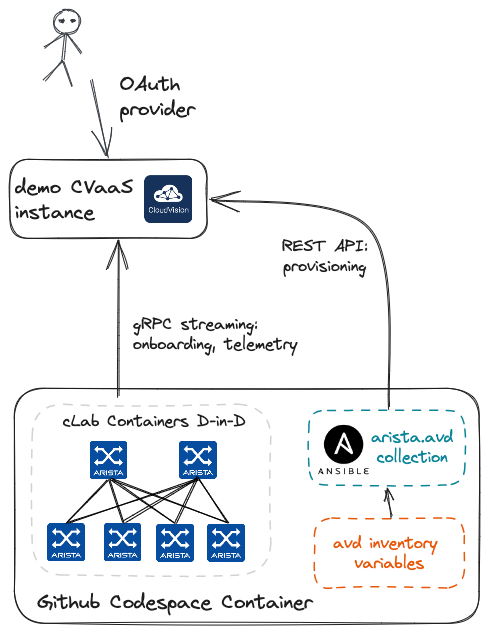 OAuth
provider
demo CVaaS
instance
CloudVision
REST API:
provisioning
gRPC streaming:
onboarding, telemetry
cLab Containers D-in-D
ARISTA
ARISTA
ARISTA
ARISTA
ARISTA
ARISTA
A
ANSIBLE
arista.avd
collection
avd inventory
variables
Github Codespace Container